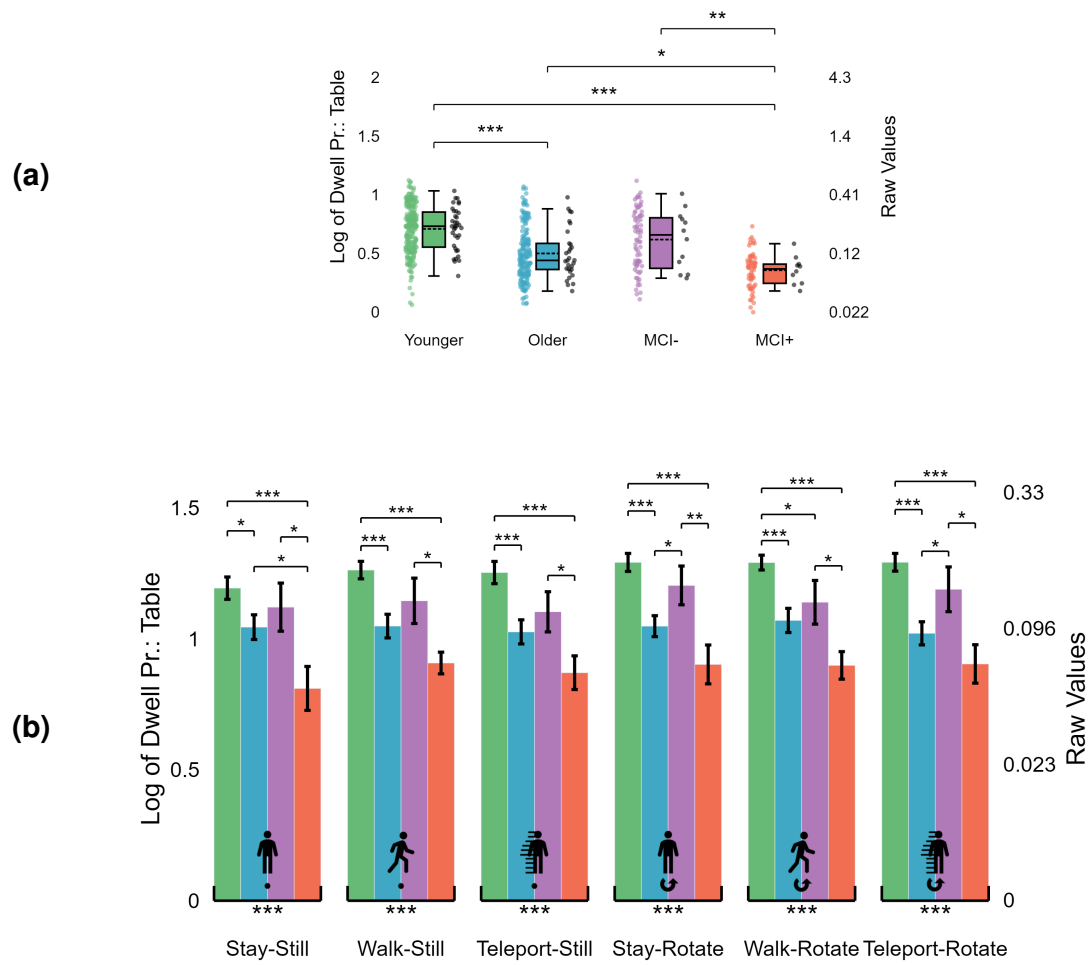 (a)
**
*
***
***
Log of Dwell Pr.: Table
2
1.5
1
0.5
0
4.3
1.4
0.41
0.12
0.022
Raw Values
Younger Older MCI- MCI+
(b)
*** *** *** *** *** ***
* * *** * *** * *** ** * *** *** *
* * * * *
Log of Dwell Pr.: Table
1.5
1
0.5
0
0.33
0.096
0.023
0
Raw Values
*** *** *** *** *** ***
Stay-Still Walk-Still Teleport-Still Stay-Rotate Walk-Rotate Teleport-Rotate